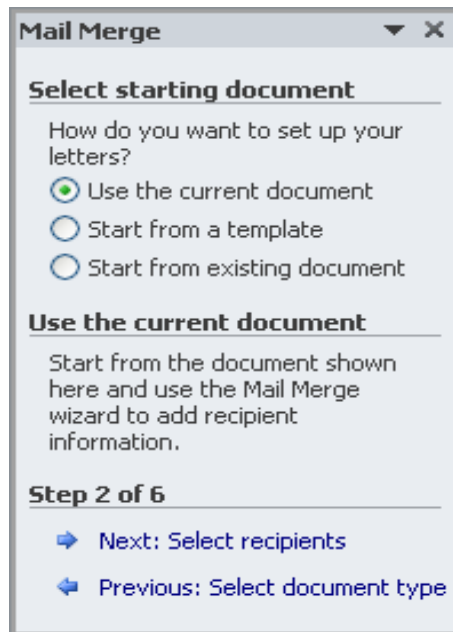 Mail Merge
Select starting document
How do you want to set up your
letters?
Use the current document
Start from a template
Start from existing document
Use the current document
Start from the document shown
here and use the Mail Merge
wizard to add recipient
information.
Step 2 of 6
Next: Select recipients
Previous: Select document type